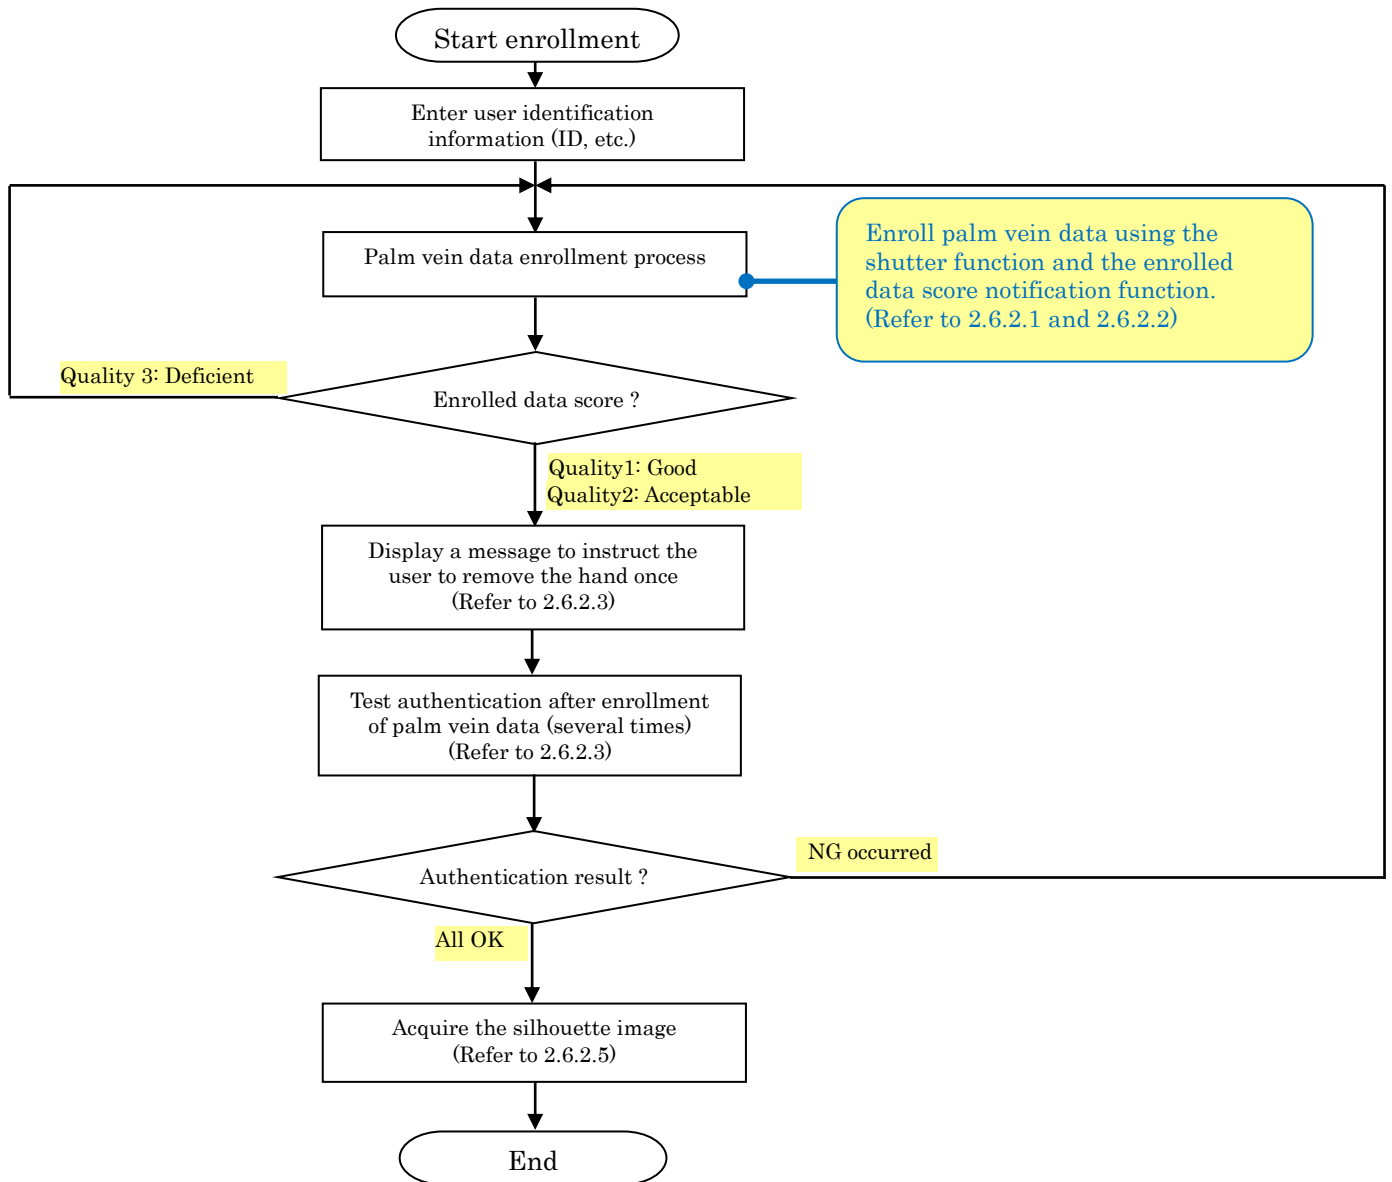 Start enrollment
Enter user identification
information (ID, etc.)
Palm vein data enrollment process
Enroll palm vein data using the
shutter function and the enrolled
data score notification function.
(Refer to 2.6.2.1 and 2.6.2.2)
Quality 3: Deficient
Enrolled data score ?
Quality1: Good
Quality2: Acceptable
Display a message to instruct the
user to remove the hand once
(Refer to 2.6.2.3)
Test authentication after enrollment
of palm vein data (several times)
(Refer to 2.6.2.3)
NG occurred
Authentication result ?
All OK
Acquire the silhouette image
(Refer to 2.6.2.5)
End